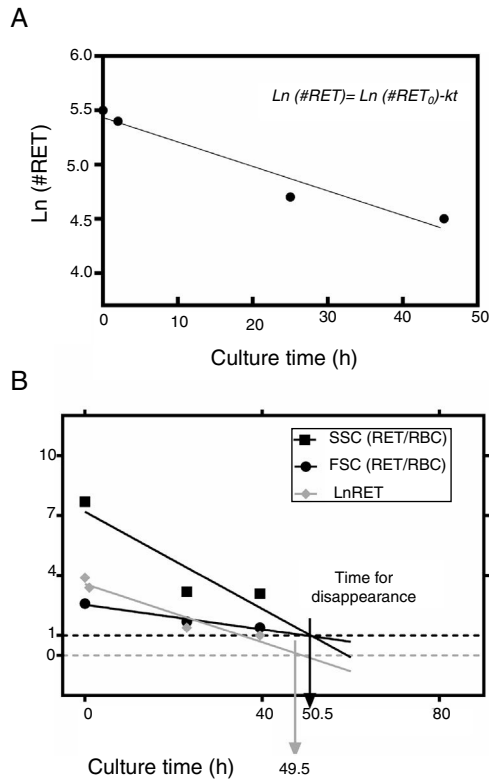 A
6.0
Ln (#RET)= Ln (#RET0)-kt
5.5
5.0
4.5
4.0
Ln (#RET)
0 10 20 30 40 50
Culture time (h)
B
10
7
4
1
0
SSC (RET/RBC)
FSC (RET/RBC)
LnRET
Time for
disappearance
0 40 50.5 80
Culture time (h) 49.5